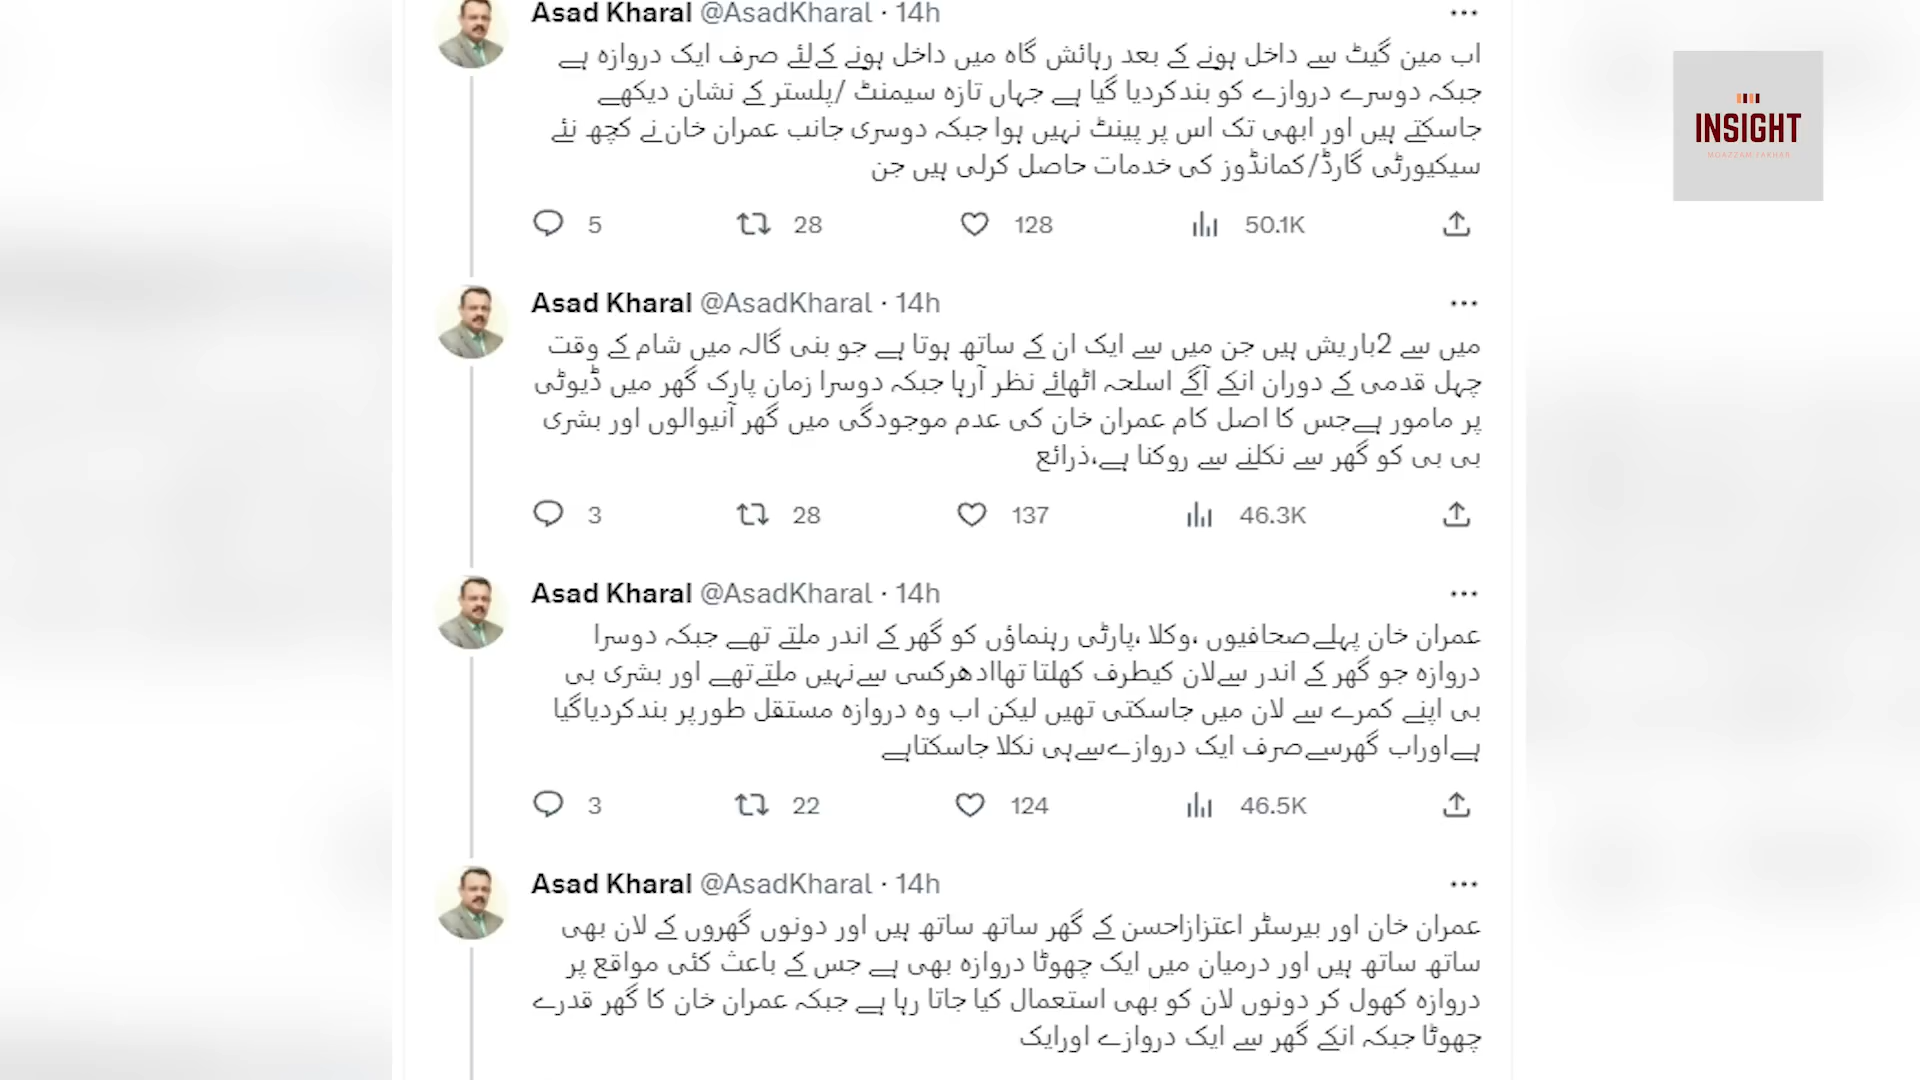 Asad Kharal @AsadKharal · 14h
اب مین گیٹ سے داخل ہونے کے بعد رہائش گاہ میں داخل ہونے کےلئے صرف ایک دروازہ ہے
جبکہ دوسرے دروازے کو بندکردیا گیا ہے جہاں تازہ سیمنٹ /پلستر کے نشان دیکھے
جاسکتے ہیں اور ابھی تک اس پر پینٹ نہیں ہوا جبکہ دوسری جانب عمران خان‌نے کچھ نئے
سیکیورٹی گارڈ/کمانڈوز کی خدمات حاصل کرلی ہیں جن
5 28 128 50.1K
INSIGHT
MOAZZAM FAKHAR
Asad Kharal @AsadKharal · 14h
میں سے 2باریش ہیں جن میں سے ایک ان کے ساتھ ہوتا ہے جو بنی گالہ میں شام کے وقت
چہل قدمی کے دوران انکے آگے اسلحہ اٹھائے نظر آرہا جبکہ دوسرا زمان پارک گھر میں ڈیوٹی
پر مامور ہےجس کا اصل کام عمران خان کی عدم موجودگی میں گھر آنیوالوں اور بشری
بی بی کو گھر سے نکلنے سے روکنا ہے،ذرائع
3 28 137 46.3K
Asad Kharal @AsadKharal · 14h
عمران خان پہلےصحافیوں ،وکلا ،پارٹی رہنماؤں کو گھر کے اندر ملتے تھے جبکہ دوسرا
دروازہ جو گھر کے اندر سےلان کیطرف کھلتا تھاادھرکسی سےنہیں ملتےتھے اور بشری بی
بی اپنے کمرے سے لان میں جاسکتی تھیں لیکن اب وہ دروازہ مستقل طورپر بندکردیاگیا
ہےاوراب گھرسےصرف ایک دروازےسےہی نکلا جاسکتاہے
3 22 124 46.5K
Asad Kharal @AsadKharal · 14h
عمران خان اور بیرسٹر اعتزازاحسن کے گھر ساتھ ساتھ ہیں اور دونوں گھروں کے لان بھی
ساتھ ساتھ ہیں اور درمیان میں ایک چھوٹا دروازہ بھی ہے جس کے باعث کئی مواقع پر
دروازہ کھول کر دونوں لان کو بھی استعمال کیا جاتا رہا ہے جبکہ عمران خان کا گھر قدرے
چھوٹا جبکہ انکے گھر سے ایک دروازے اورایک